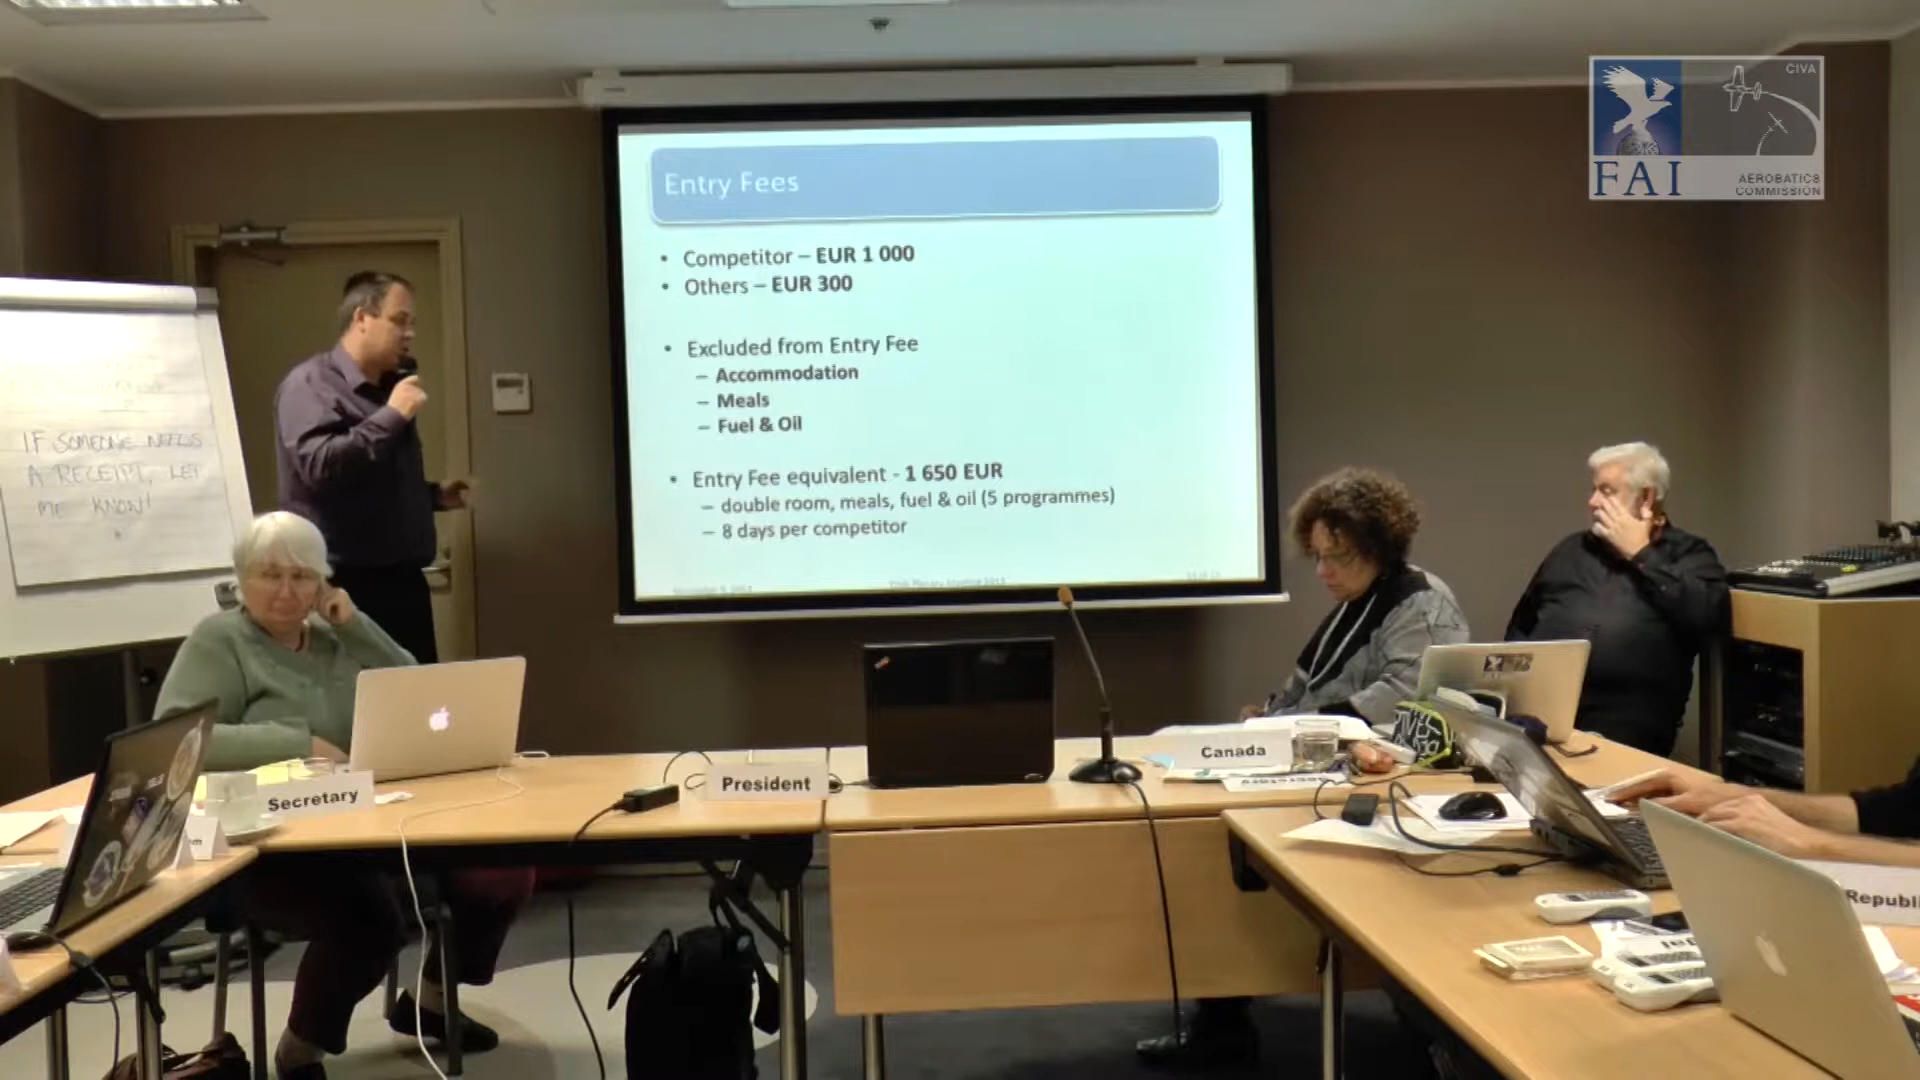 CIVA
FAI
AEROBATICS
COMMISSION
Entry Fees
• Competitor – EUR 1 000
• Others – EUR 300
• Excluded from Entry Fee
– Accommodation
– Meals
– Fuel & Oil
• Entry Fee equivalent - 1 650 EUR
– double room, meals, fuel & oil (5 programmes)
– 8 days per competitor
IF SOMEONE NEEDS
A RECEIPT, LET
ME KNOW!
Secretary
President
Canada
Republi